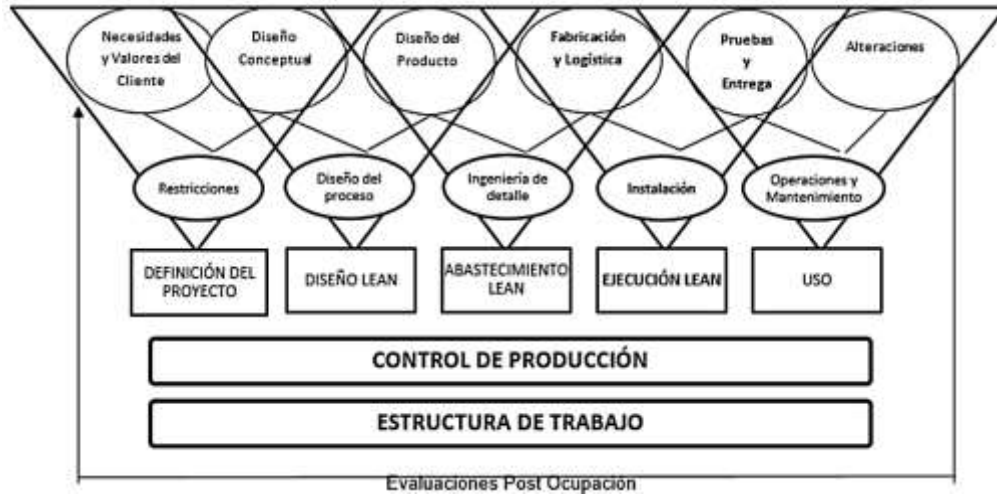 Necesidades
y Valores del
Cliente
Diseño
Conceptual
Diseño del
Producto
Fabricación
y Logística
Pruebas
y
Entrega
Alteraciones
Restricciones
Diseño del
proceso
Ingeniería de
detalle
Instalación
Operaciones y
Mantenimiento
DEFINICIÓN DEL
PROYECTO
DISEÑO LEAN
ABASTECIMIENTO
LEAN
EJECUCIÓN LEAN
USO
CONTROL DE PRODUCCIÓN
ESTRUCTURA DE TRABAJO
Evaluaciones Post Ocupación